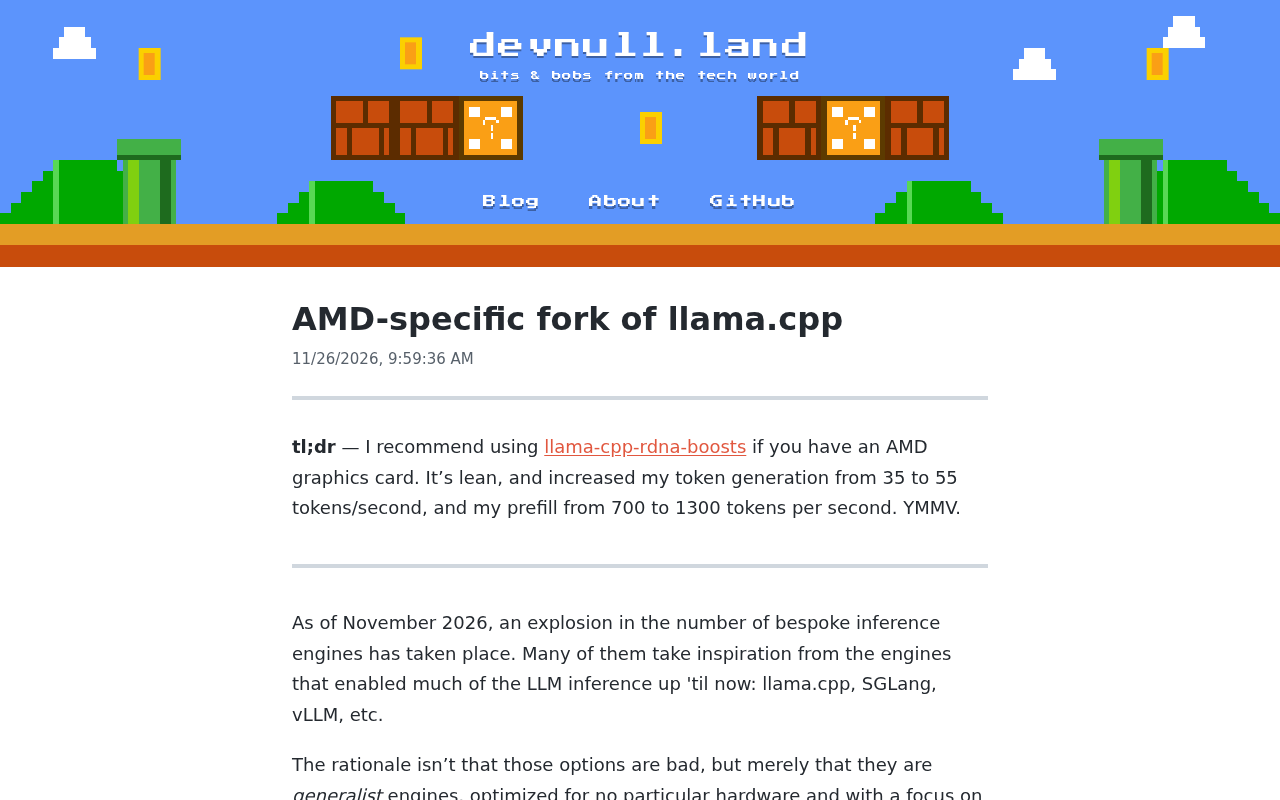 devnull.land
bits & bobs from the tech world
Blog About GitHub
AMD-specific fork of llama.cpp
11/26/2026, 9:59:36 AM
tl;dr — I recommend using llama-cpp-rdna-boosts if you have an AMD
graphics card. It’s lean, and increased my token generation from 35 to 55
tokens/second, and my prefill from 700 to 1300 tokens per second. YMMV.
As of November 2026, an explosion in the number of bespoke inference
engines has taken place. Many of them take inspiration from the engines
that enabled much of the LLM inference up 'til now: llama.cpp, SGLang,
vLLM, etc.
The rationale isn’t that those options are bad, but merely that they are
generalist engines, optimized for no particular hardware and with a focus on